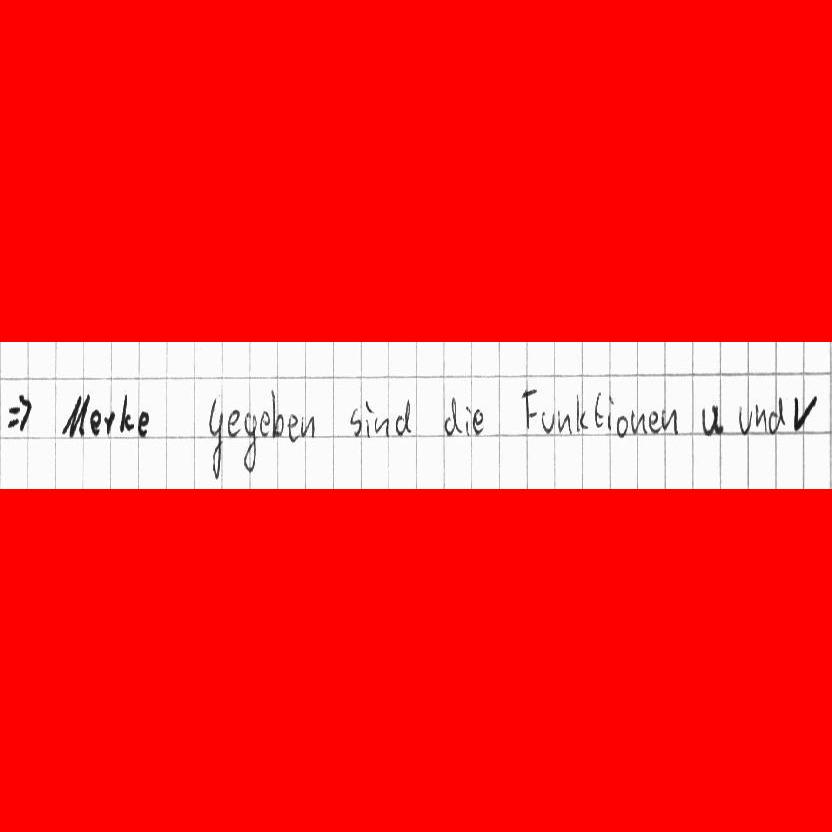 => Merke gegeben sind die Funktionen u und v